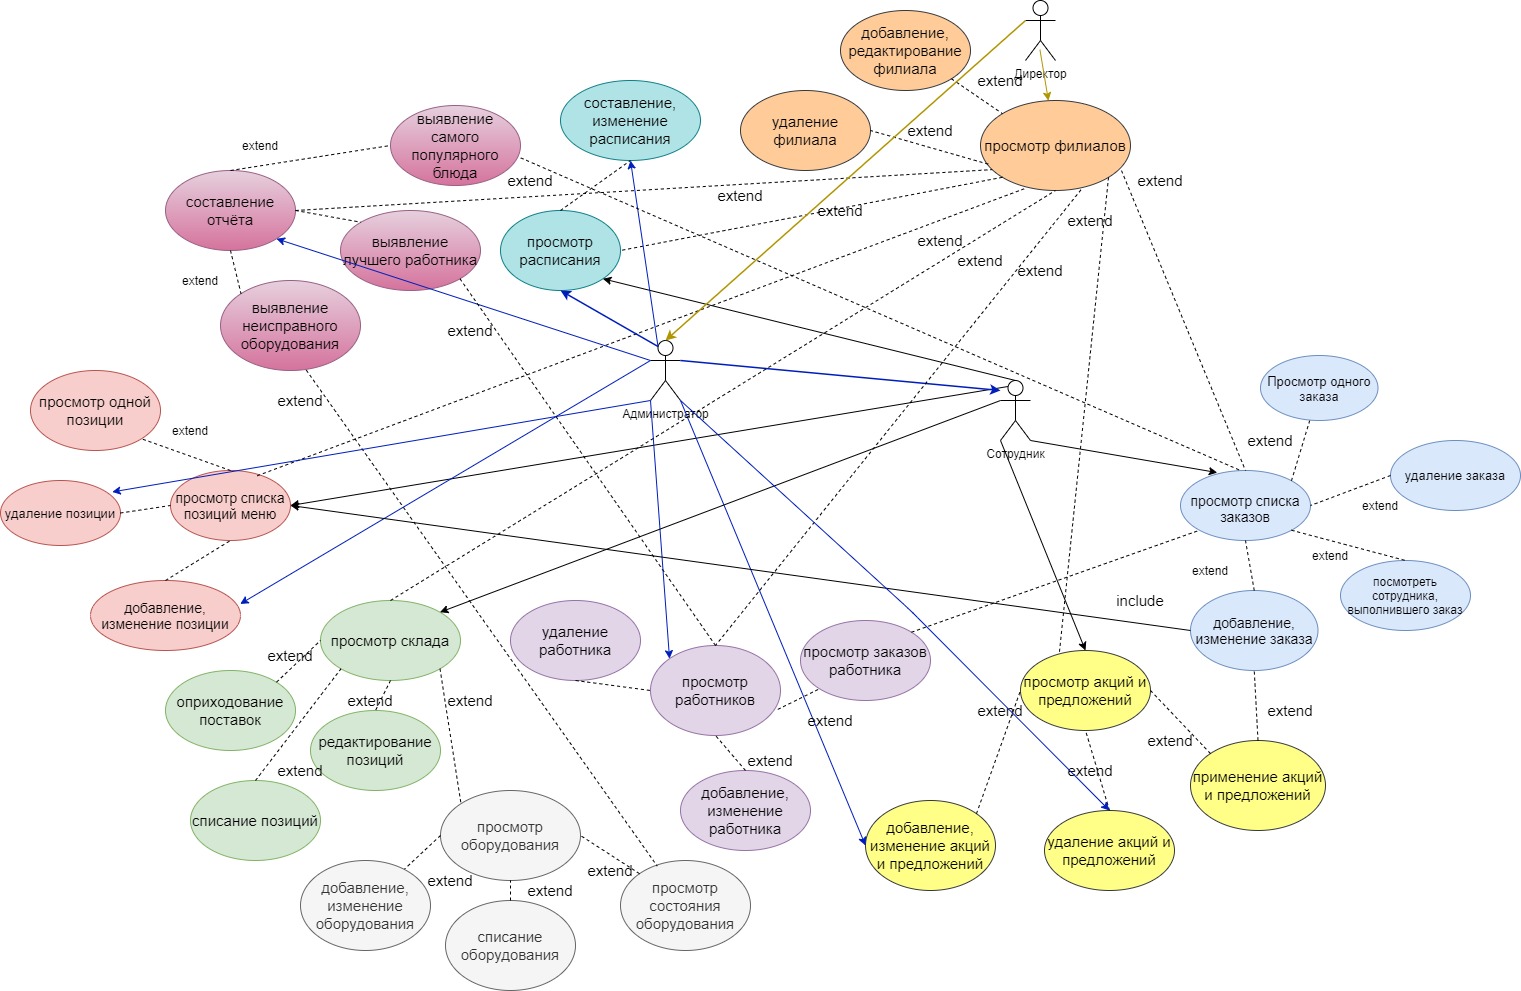 добавление,
редактирование
филиала
extend
Директор
удаление
филиала
extend
просмотр филиалов
extend
составление,
изменение
расписания
выявление
самого
популярного
блюда
extend
extend
составление
отчёта
extend
extend
extend
просмотр
расписания
выявление
лучшего работника
extend
extend
extend
extend
выявление
неисправного
оборудования
extend
extend
просмотр одной
позиции
extend
Администратор
Сотрудник
Просмотр одного
заказа
extend
удаление заказа
extend
просмотр списка
заказов
удаление позиции
просмотр списка
позиций меню
extend
extend
посмотреть
сотрудника,
выполнившего заказ
include
добавление,
изменение позиции
добавление,
изменение заказа
просмотр склада
extend
удаление
работника
просмотр заказов
работника
просмотр
работников
extend
просмотр акций и
предложений
extend
extend
оприходование
поставок
extend
extend
редактирование
позиций
extend
extend
extend
extend
extend
применение акций
и предложений
списание позиций
добавление,
изменение
работника
просмотр
оборудования
добавление,
изменение акций
и предложений
удаление акций и
предложений
extend
extend
extend
добавление,
изменение
оборудования
списание
оборудования
просмотр
состояния
оборудования